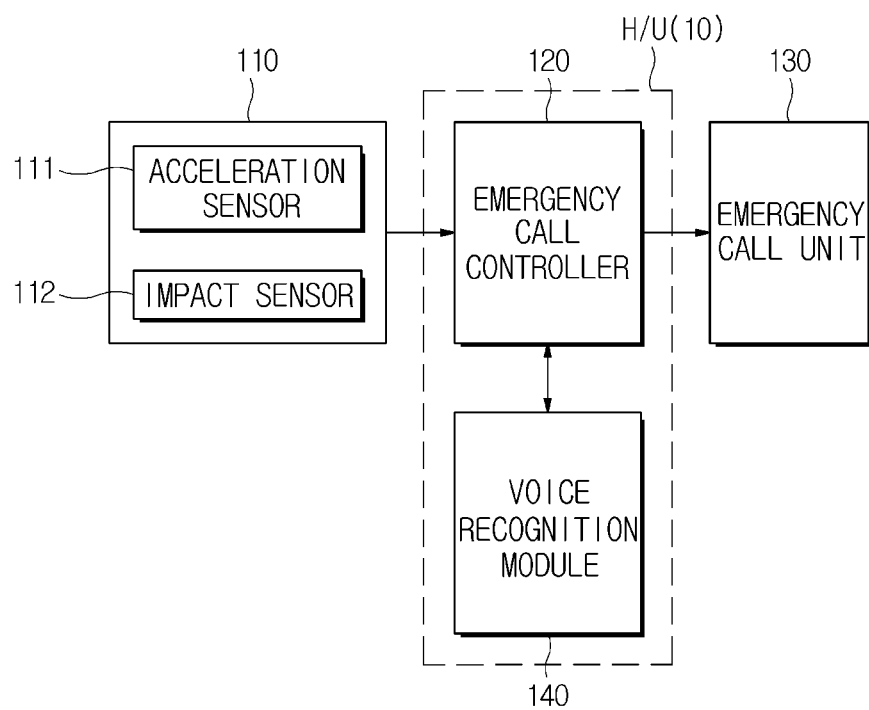 H/U(10)
110
120
130
111
ACCELERATION
SENSOR
112
IMPACT SENSOR
EMERGENCY
CALL
CONTROLLER
EMERGENCY
CALL UNIT
VOICE
RECOGNITION
MODULE
140